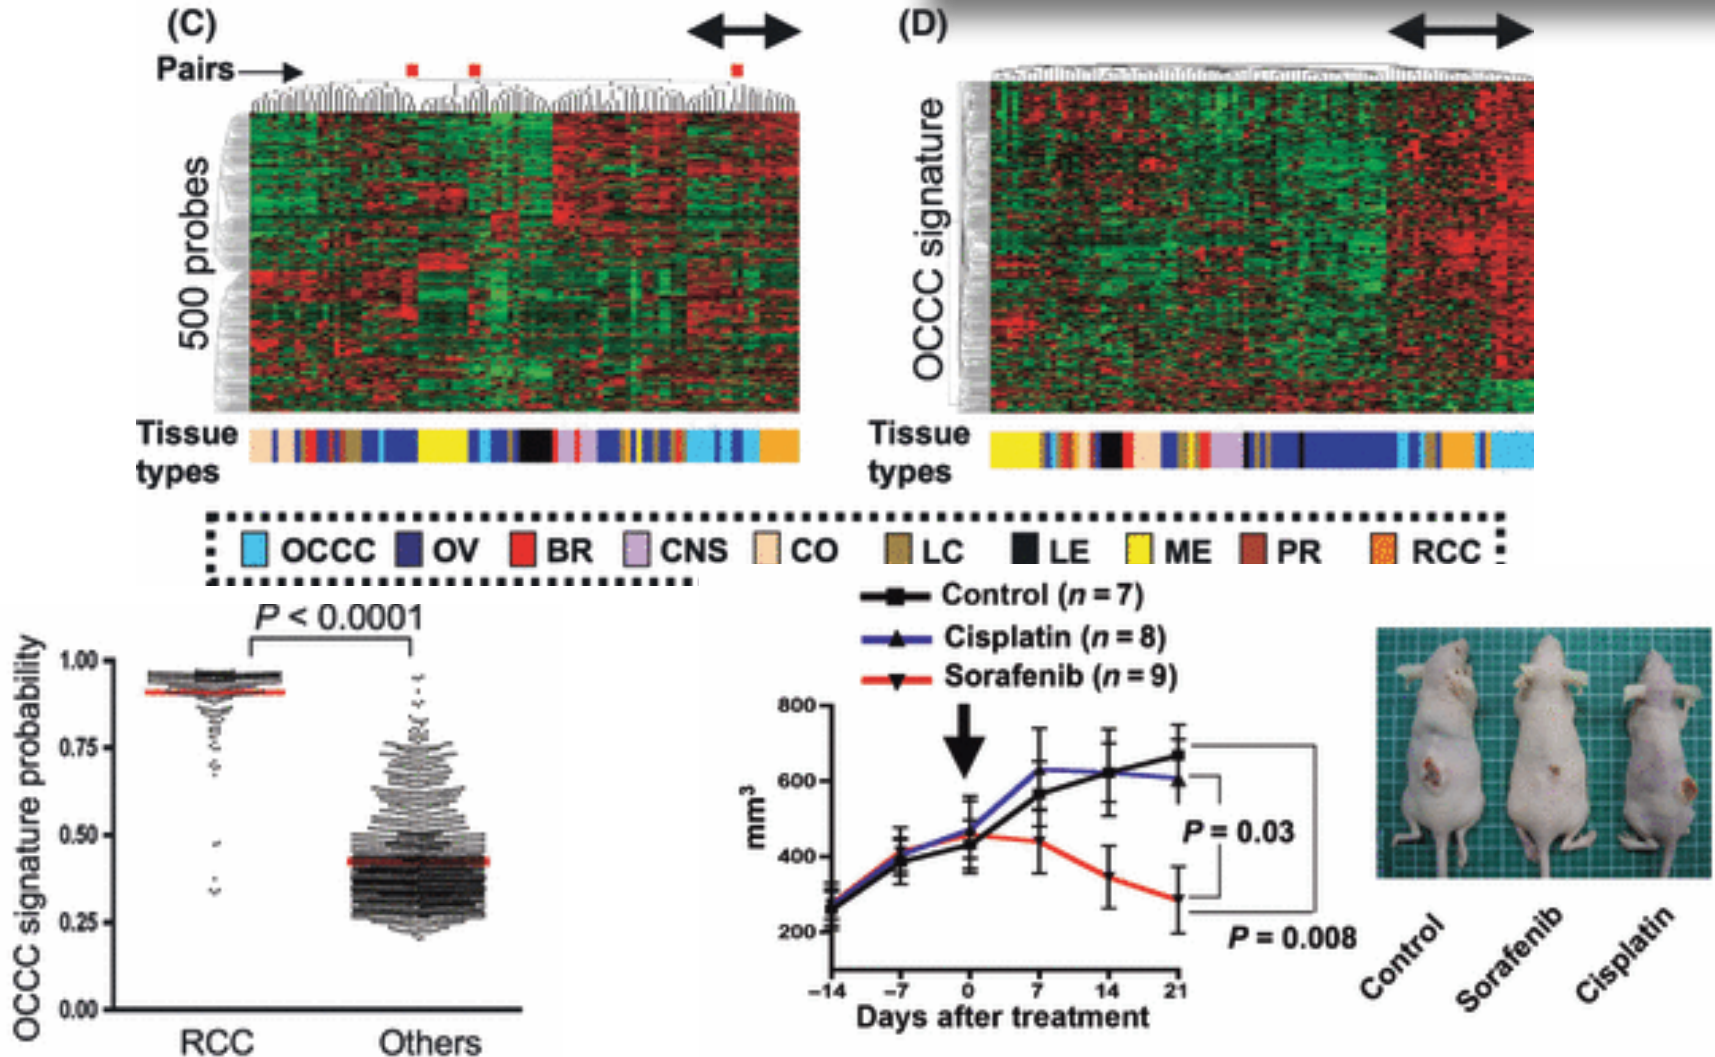 (C)
Pairs
500 probes
Tissue
types
(D)
OCCC signature
Tissue
types
OCCC OV BR CNS CO LC LE ME PR RCC
P < 0.0001
OCCC signature probability
1.00
0.75
0.50
0.25
0.00
RCC Others
Control (n = 7)
Cisplatin (n = 8)
Sorafenib (n = 9)
mm³
800
600
400
200
P = 0.03
P = 0.008
−14 −7 0 7 14 21
Days after treatment
Control
Sorafenib
Cisplatin